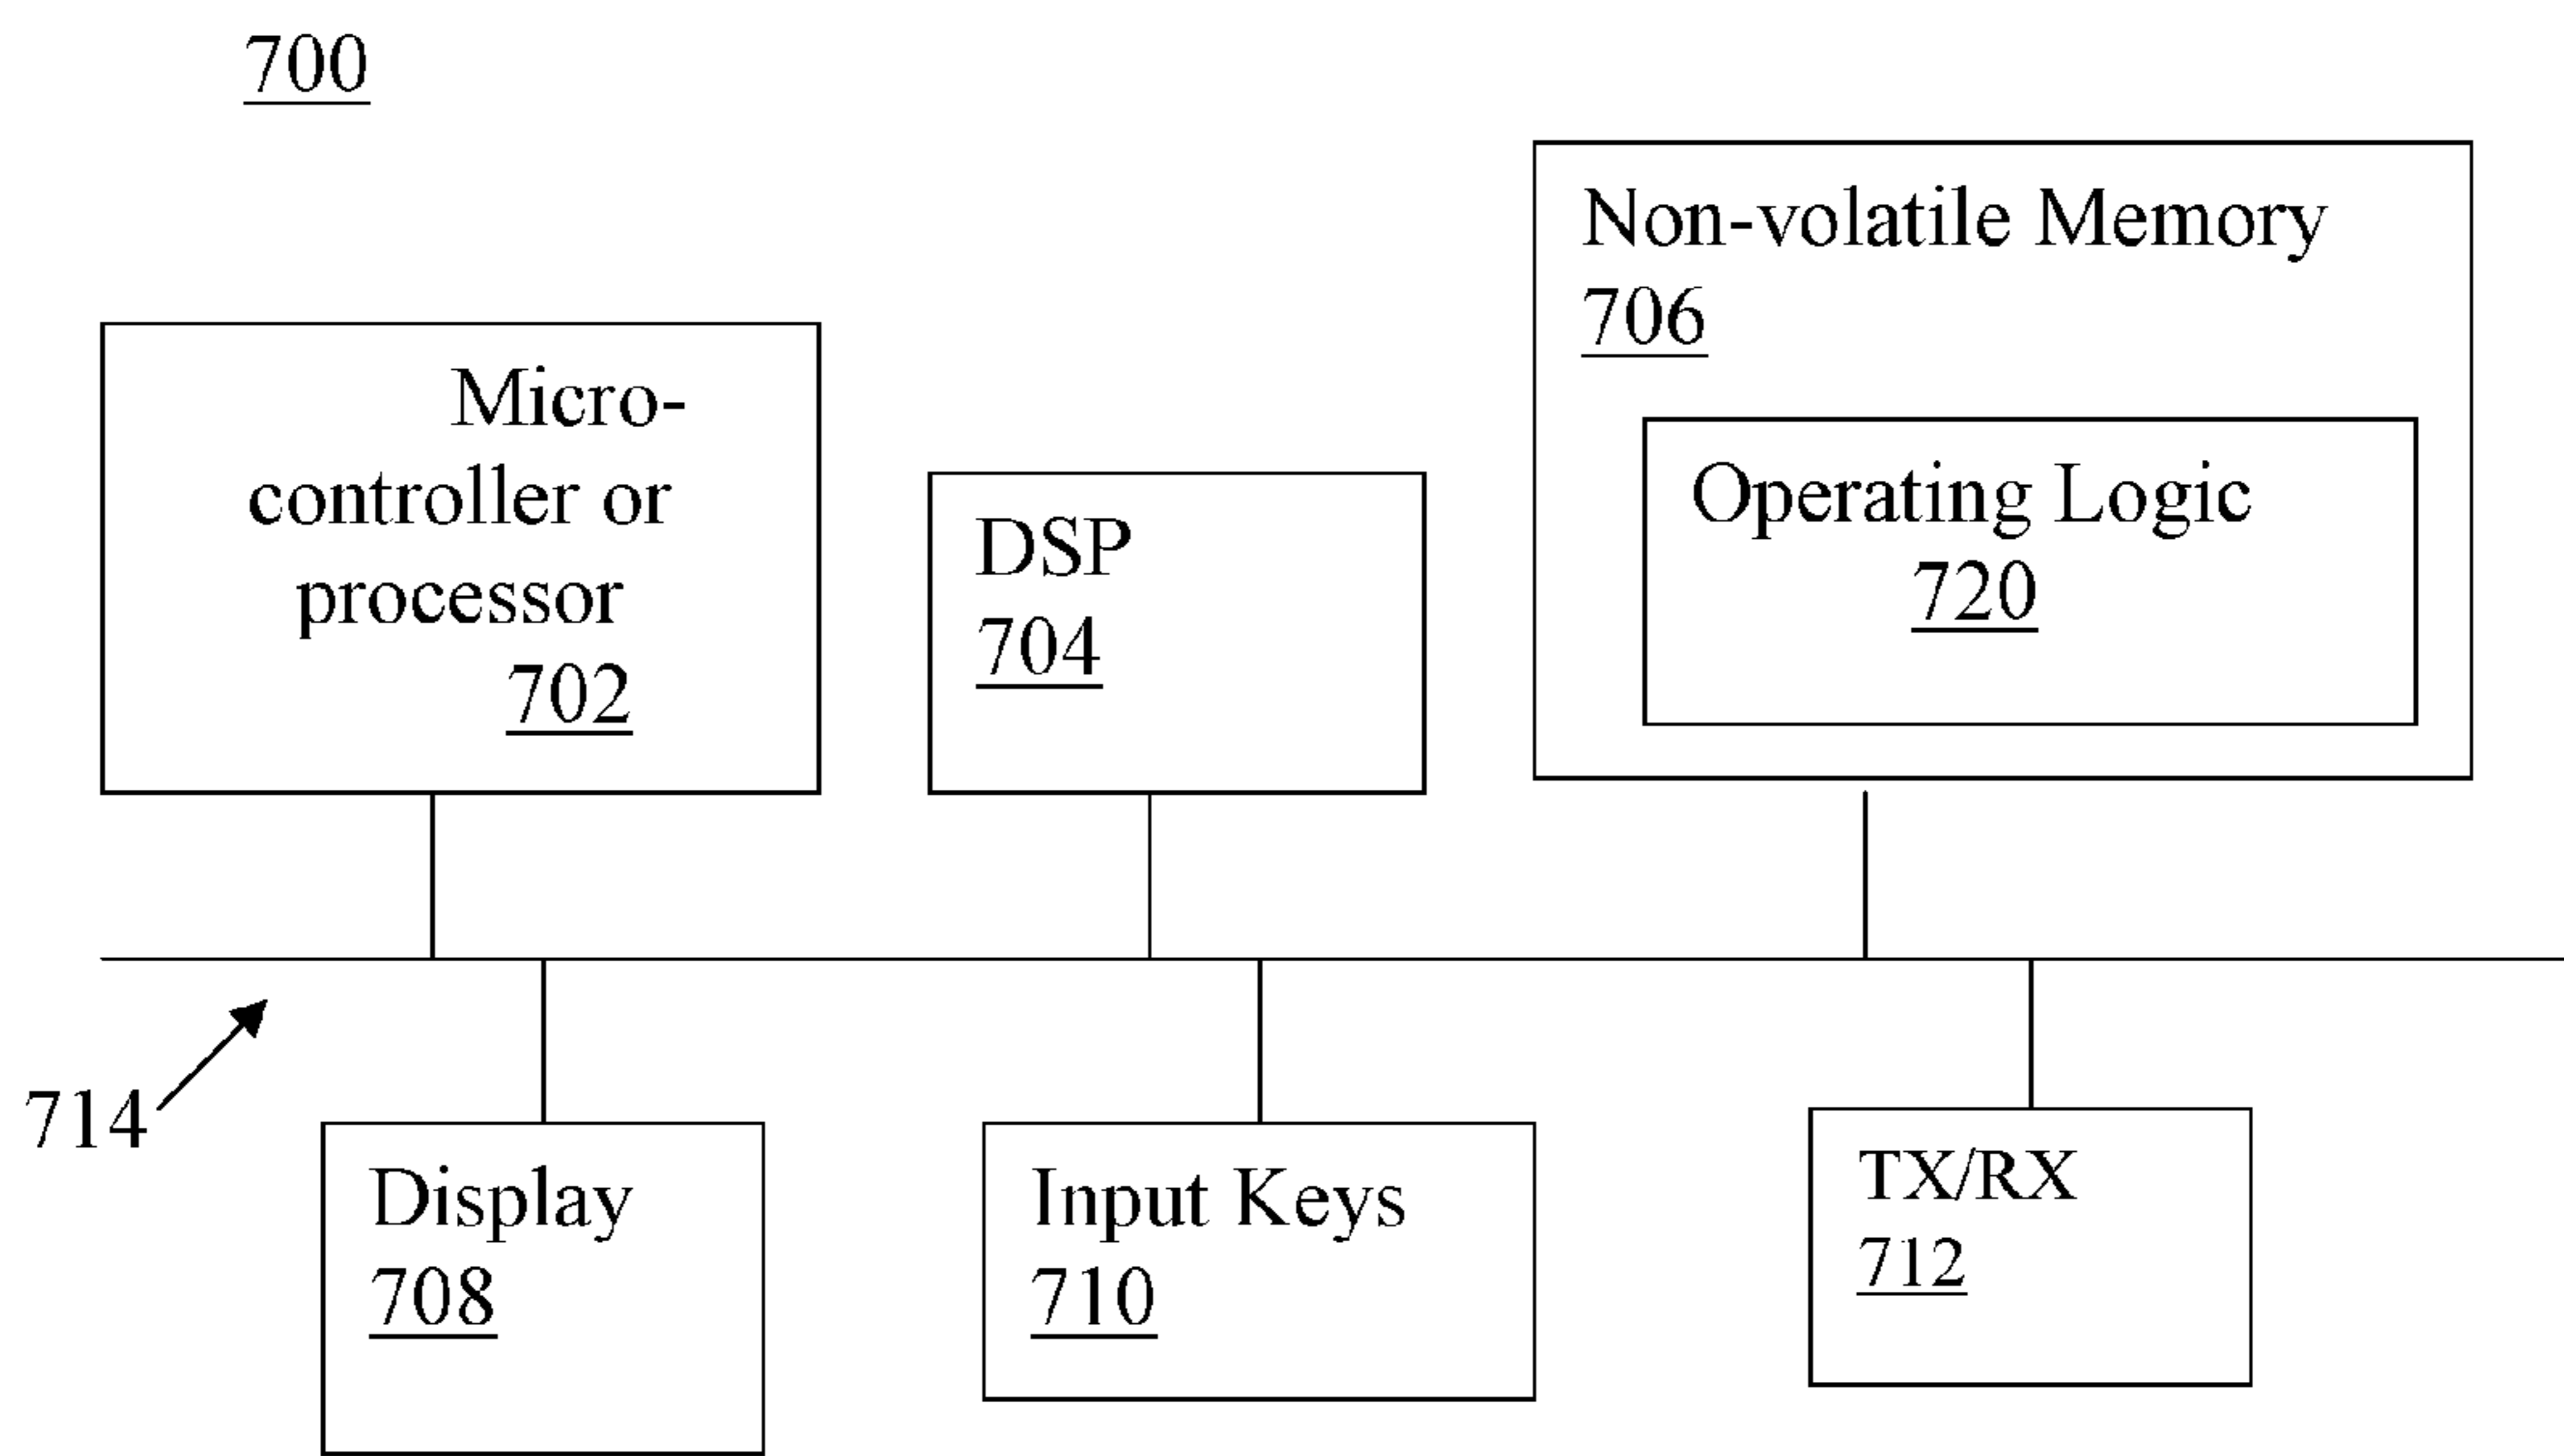 700
Micro-
controller or
processor
702
DSP
704
Non-volatile Memory
706
Operating Logic
720
714
Display
708
Input Keys
710
TX/RX
712